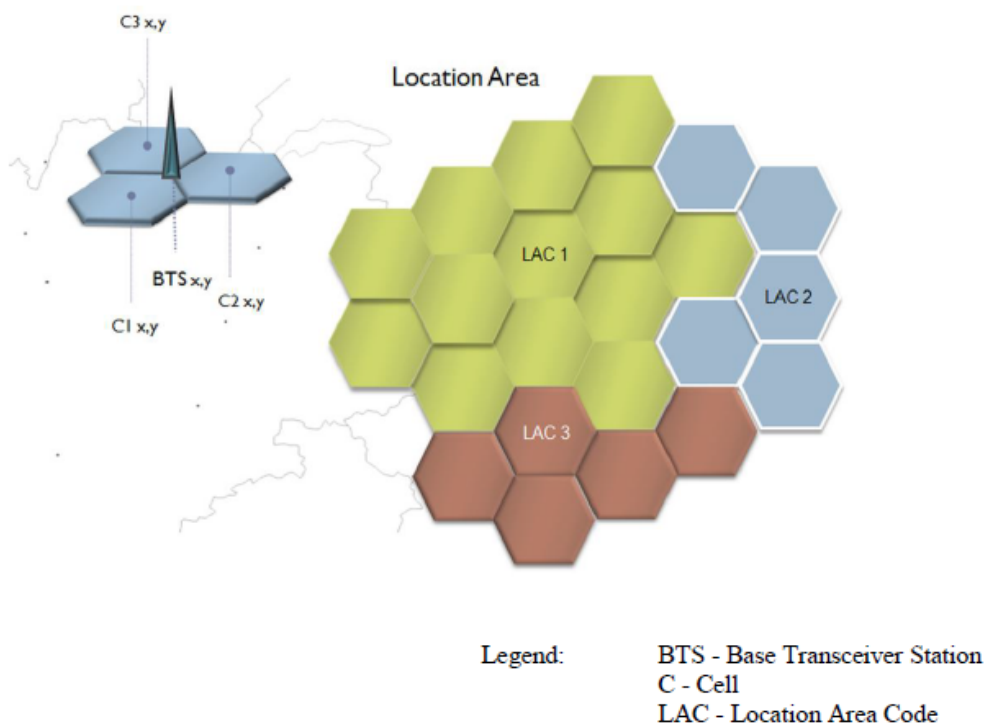 C3 x,y
Location Area
BTS x,y
C2 x,y
C1 x,y
LAC 1
LAC 2
LAC 3
Legend: BTS - Base Transceiver Station
C - Cell
LAC - Location Area Code